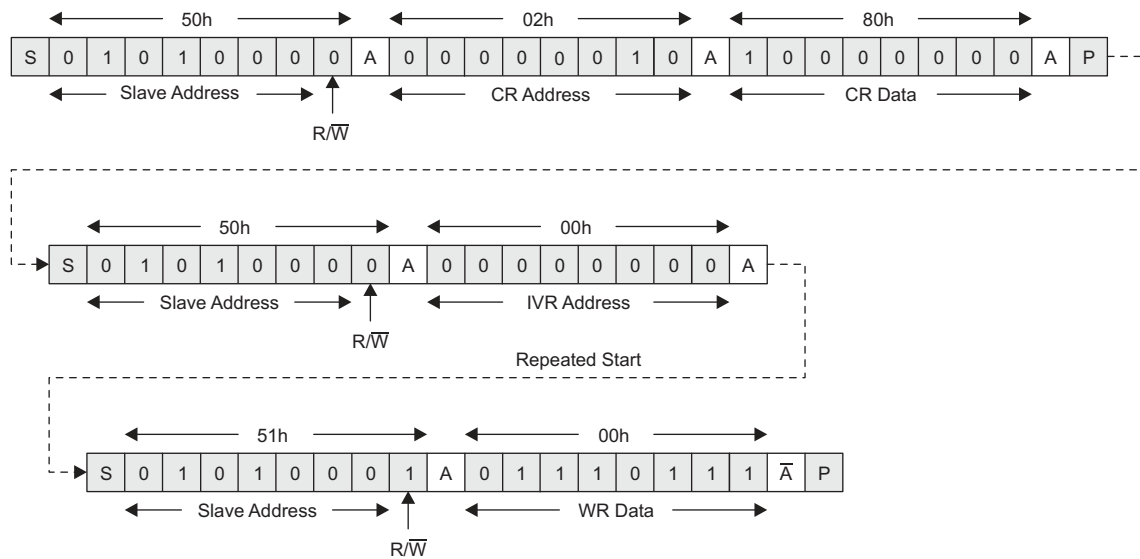 50h 02h 80h
S 0 1 0 1 0 0 0 0 A 0 0 0 0 0 0 1 0 A 1 0 0 0 0 0 0 0 A P
Slave Address CR Address CR Data
R/W̅
50h 00h
S 0 1 0 1 0 0 0 0 A 0 0 0 0 0 0 0 0 A
Slave Address IVR Address
R/W̅
Repeated Start
51h 00h
S 0 1 0 1 0 0 0 1 A 0 1 1 1 0 1 1 1 A̅ P
Slave Address WR Data
R/W̅